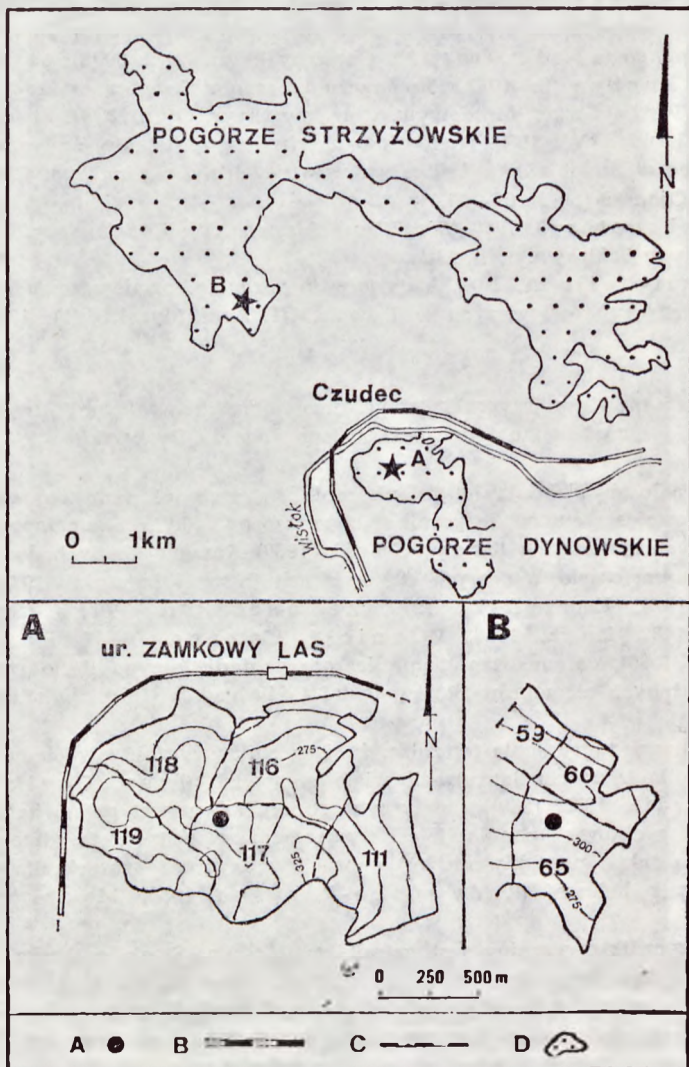 POGÓRZE STRZYŻOWSKIE
N
B
Czudec
A
Wisłok
0 1km
POGÓRZE DYNOWSKIE
A
ur. ZAMKOWY LAS
N
118
116
275
119
117
325
111
B
59
60
300
65
275
0 250 500 m
A B C D